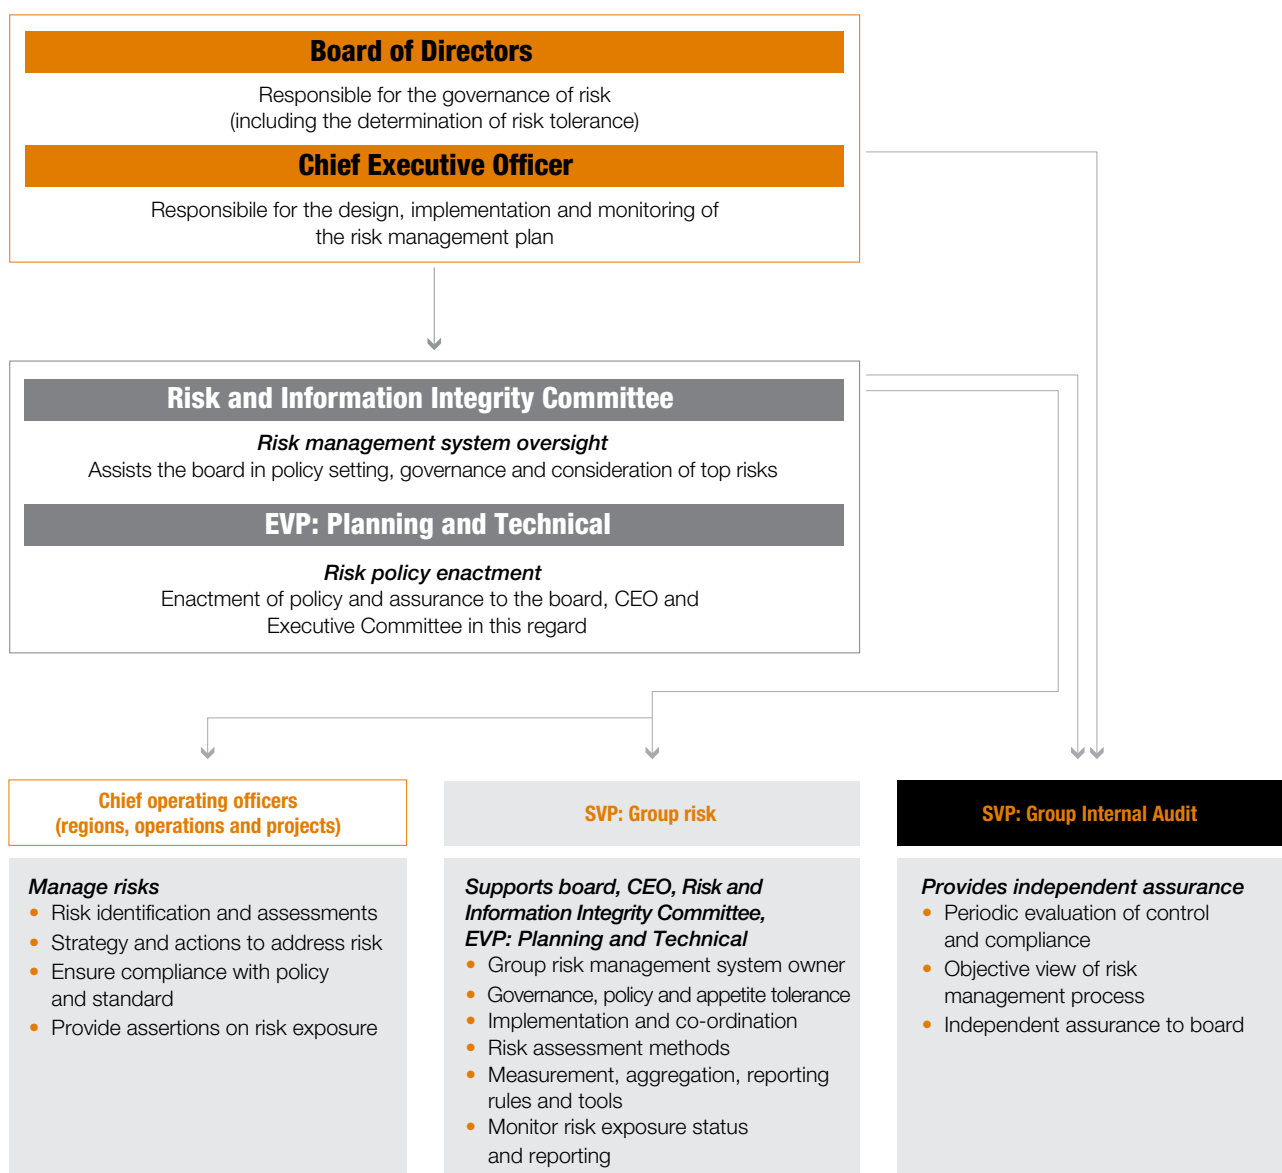 Board of Directors
Responsible for the governance of risk
(including the determination of risk tolerance)
Chief Executive Officer
Responsibile for the design, implementation and monitoring of
the risk management plan
Risk and Information Integrity Committee
Risk management system oversight
Assists the board in policy setting, governance and consideration of top risks
EVP: Planning and Technical
Risk policy enactment
Enactment of policy and assurance to the board, CEO and
Executive Committee in this regard
Chief operating officers
(regions, operations and projects)
Manage risks
• Risk identification and assessments
• Strategy and actions to address risk
• Ensure compliance with policy
and standard
• Provide assertions on risk exposure
SVP: Group risk
Supports board, CEO, Risk and
Information Integrity Committee,
EVP: Planning and Technical
• Group risk management system owner
• Governance, policy and appetite tolerance
• Implementation and co-ordination
• Risk assessment methods
• Measurement, aggregation, reporting
rules and tools
• Monitor risk exposure status
and reporting
SVP: Group Internal Audit
Provides independent assurance
• Periodic evaluation of control
and compliance
• Objective view of risk
management process
• Independent assurance to board